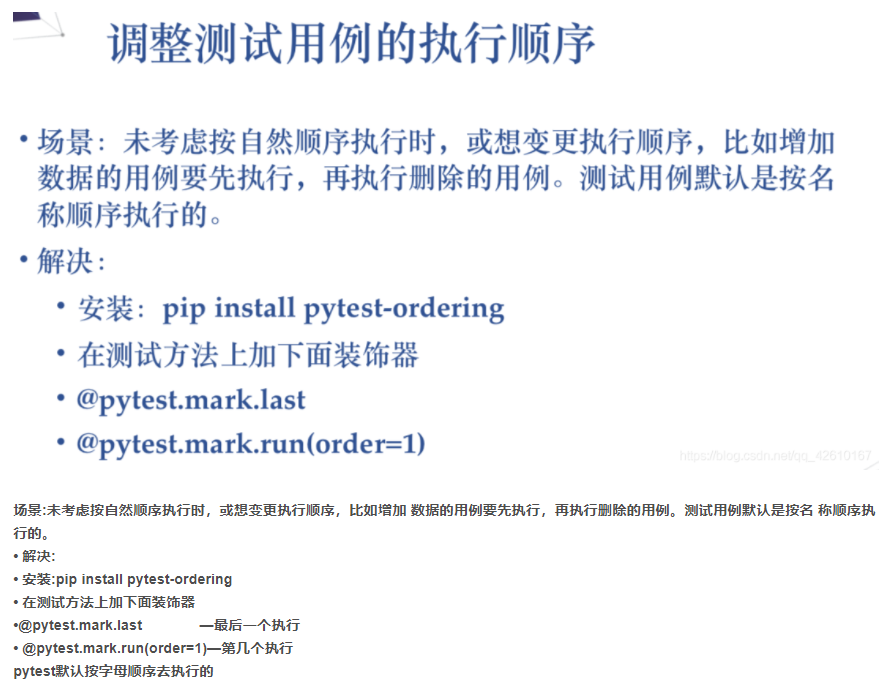 调整测试用例的执行顺序
• 场景：未考虑按自然顺序执行时，或想变更执行顺序，比如增加
数据的用例要先执行，再执行删除的用例。测试用例默认是按名
称顺序执行的。
• 解决：
• 安装：pip install pytest-ordering
• 在测试方法上加下面装饰器
• @pytest.mark.last
• @pytest.mark.run(order=1)
https://blog.csdn.net/qq_42610167
场景:未考虑按自然顺序执行时，或想变更执行顺序，比如增加 数据的用例要先执行，再执行删除的用例。测试用例默认是按名 称顺序执
行的。
• 解决:
• 安装:pip install pytest-ordering
• 在测试方法上加下面装饰器
•@pytest.mark.last —最后一个执行
• @pytest.mark.run(order=1)—第几个执行
pytest默认按字母顺序去执行的